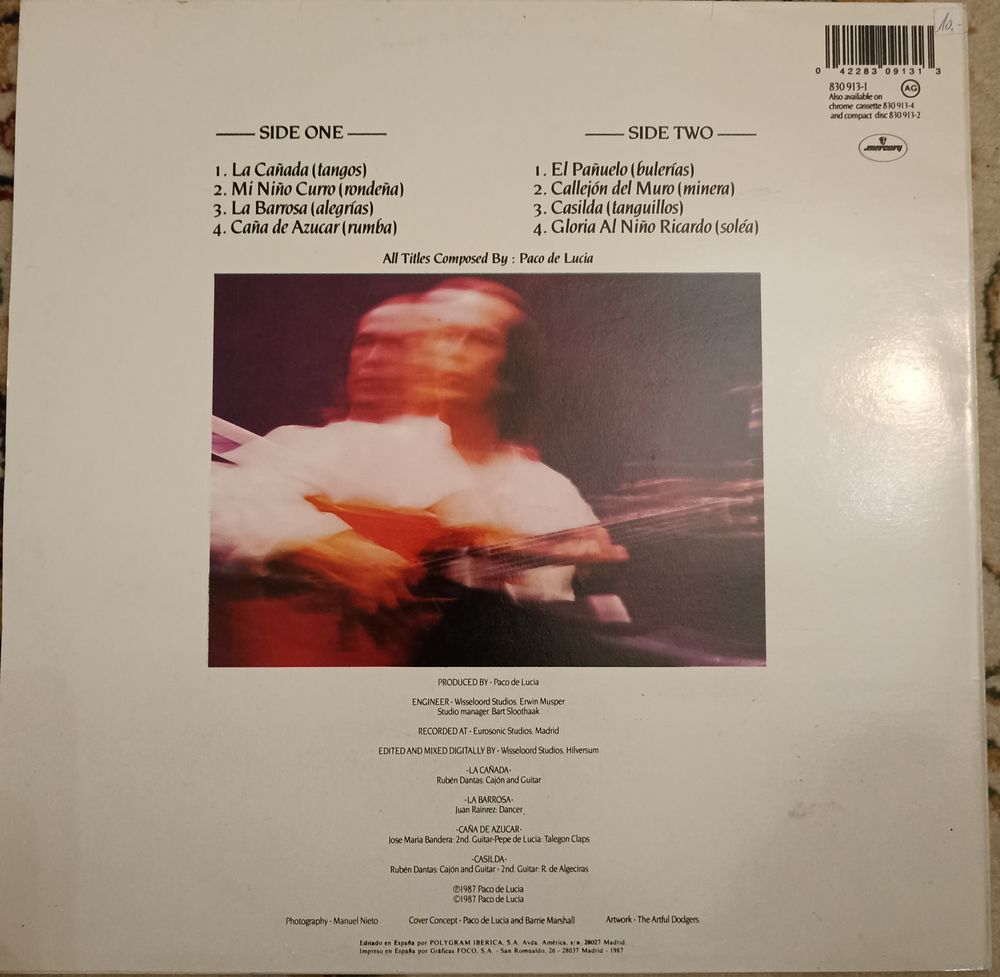 10.-
0 42283 09131 3
830 913-1
AG
Also available on
chrome cassette 830 913-4
and compact disc 830 913-2
mercury
SIDE ONE
1. La Cañada (tangos)
2. Mi Niño Curro (rondeña)
3. La Barrosa (alegrías)
4. Caña de Azucar (rumba)
SIDE TWO
1. El Pañuelo (bulerías)
2. Callejón del Muro (minera)
3. Casilda (tanguillos)
4. Gloria Al Niño Ricardo (soléa)
All Titles Composed By : Paco de Lucia
PRODUCED BY - Paco de Lucia
ENGINEER - Wisseloord Studios. Erwin Musper
Studio manager. Bart Sloothaak
RECORDED AT - Eurosonic Studios. Madrid
EDITED AND MIXED DIGITALLY BY - Wisseloord Studios. Hilversum
-LA CAÑADA-
Rubén Dantas: Cajón and Guitar
-LA BARROSA-
Juan Rainrez: Dancer
-CAÑA DE AZUCAR-
Jose Maria Bandera: 2nd. Guitar-Pepe de Lucia: Talegon Claps
-CASILDA-
Rubén Dantas: Cajón and Guitar - 2nd. Guitar: R. de Algeciras
℗1987 Paco de Lucia
©1987 Paco de Lucia
Photography - Manuel Nieto Cover Concept - Paco de Lucia and Barrie Marshall Artwork - The Artful Dodgers
Editado en España por POLYGRAM IBERICA, S.A. Avda. América, s/n. 28027 Madrid.
Impreso en España por Gráficas FOCO, S.A. - San Romualdo, 26 - 28037 Madrid - 1987